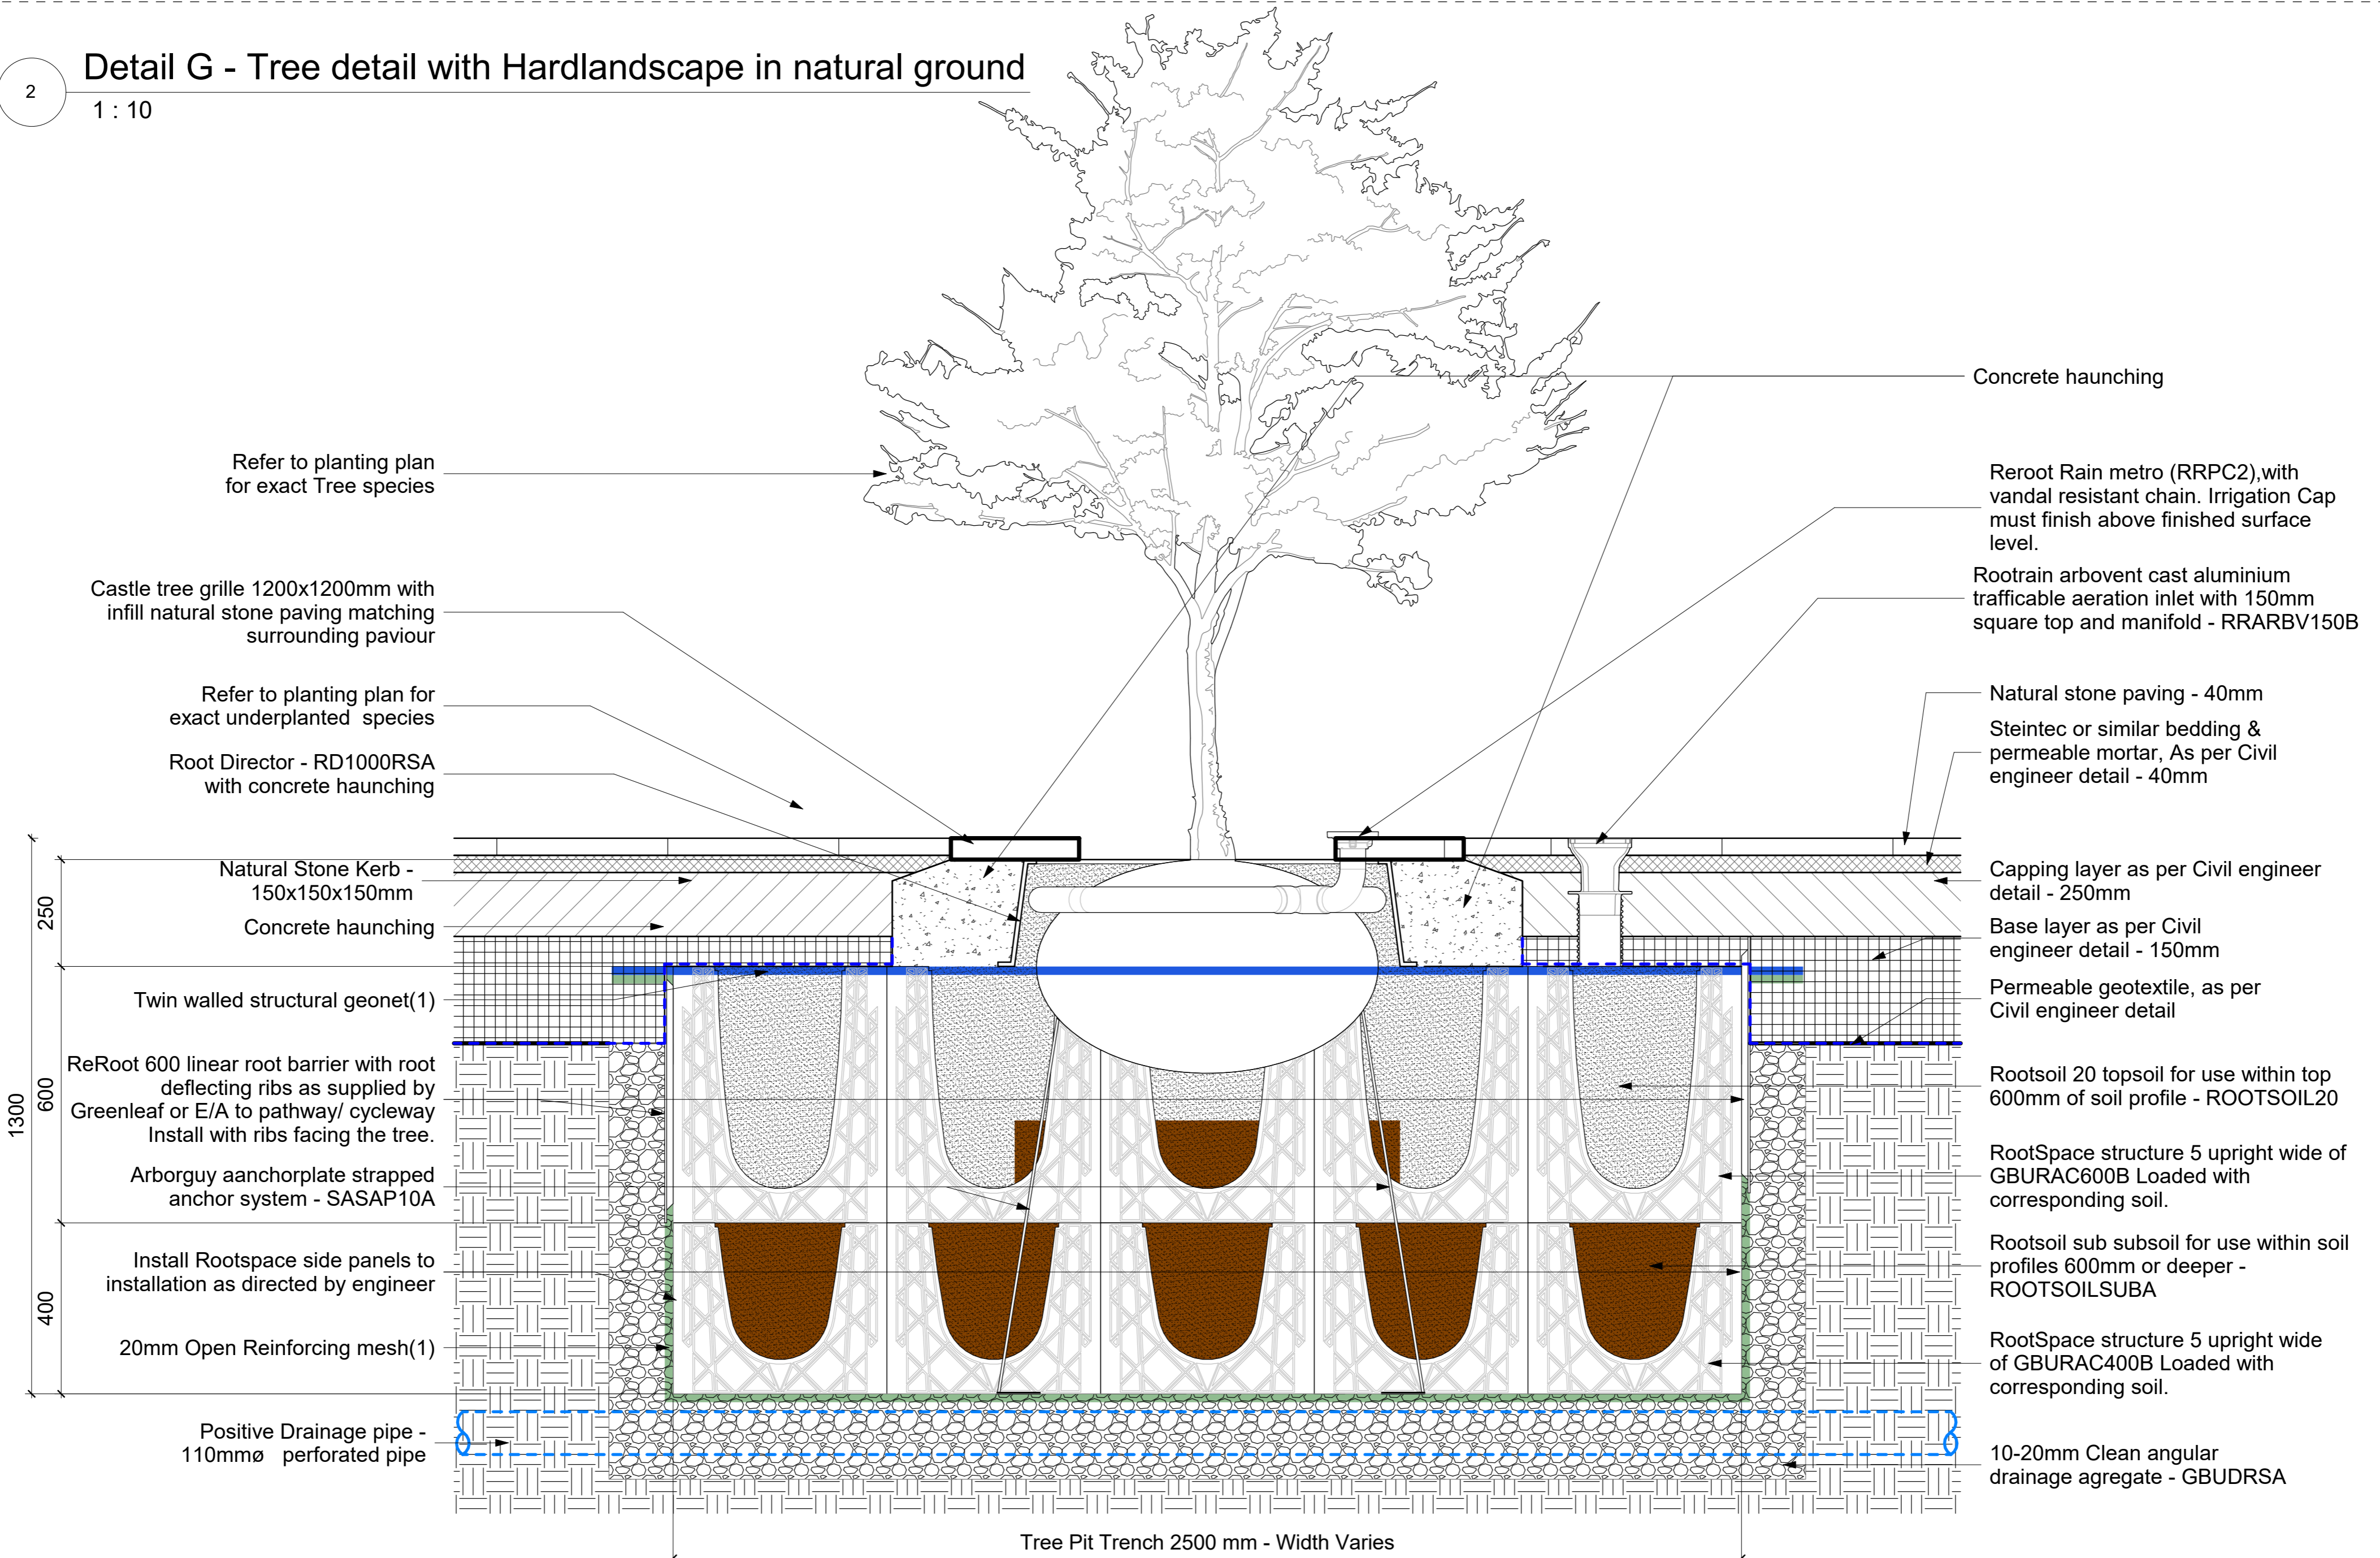 2
Detail G - Tree detail with Hardlandscape in natural ground
1 : 10
Refer to planting plan
for exact Tree species
Castle tree grille 1200x1200mm with
infill natural stone paving matching
surrounding paviour
Refer to planting plan for
exact underplanted species
Root Director - RD1000RSA
with concrete haunching
Natural Stone Kerb -
150x150x150mm
Concrete haunching
Twin walled structural geonet(1)
ReRoot 600 linear root barrier with root
deflecting ribs as supplied by
Greenleaf or E/A to pathway/ cycleway
Install with ribs facing the tree.
Arborguy aanchorplate strapped
anchor system - SASAP10A
Install Rootspace side panels to
installation as directed by engineer
20mm Open Reinforcing mesh(1)
Positive Drainage pipe -
110mmø perforated pipe
1300
250
600
400
Concrete haunching
Reroot Rain metro (RRPC2),with
vandal resistant chain. Irrigation Cap
must finish above finished surface
level.
Rootrain arbovent cast aluminium
trafficable aeration inlet with 150mm
square top and manifold - RRARBV150B
Natural stone paving - 40mm
Steintec or similar bedding &
permeable mortar, As per Civil
engineer detail - 40mm
Capping layer as per Civil engineer
detail - 250mm
Base layer as per Civil
engineer detail - 150mm
Permeable geotextile, as per
Civil engineer detail
Rootsoil 20 topsoil for use within top
600mm of soil profile - ROOTSOIL20
RootSpace structure 5 upright wide of
GBURAC600B Loaded with
corresponding soil.
Rootsoil sub subsoil for use within soil
profiles 600mm or deeper -
ROOTSOILSUBA
RootSpace structure 5 upright wide
of GBURAC400B Loaded with
corresponding soil.
10-20mm Clean angular
drainage agregate - GBUDRSA
Tree Pit Trench 2500 mm - Width Varies